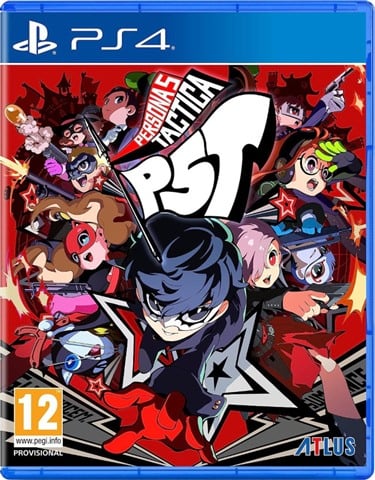 PS4
PERSONA5
TACTICA
P5T
12
www.pegi.info
PROVISIONAL
ATLUS